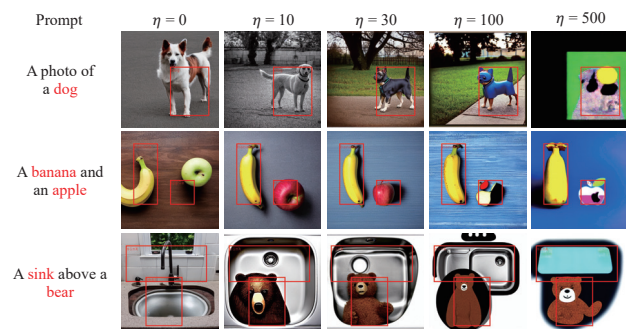 Prompt η = 0 η = 10 η = 30 η = 100 η = 500
A photo of
a dog
A banana and
an apple
A sink above a
bear